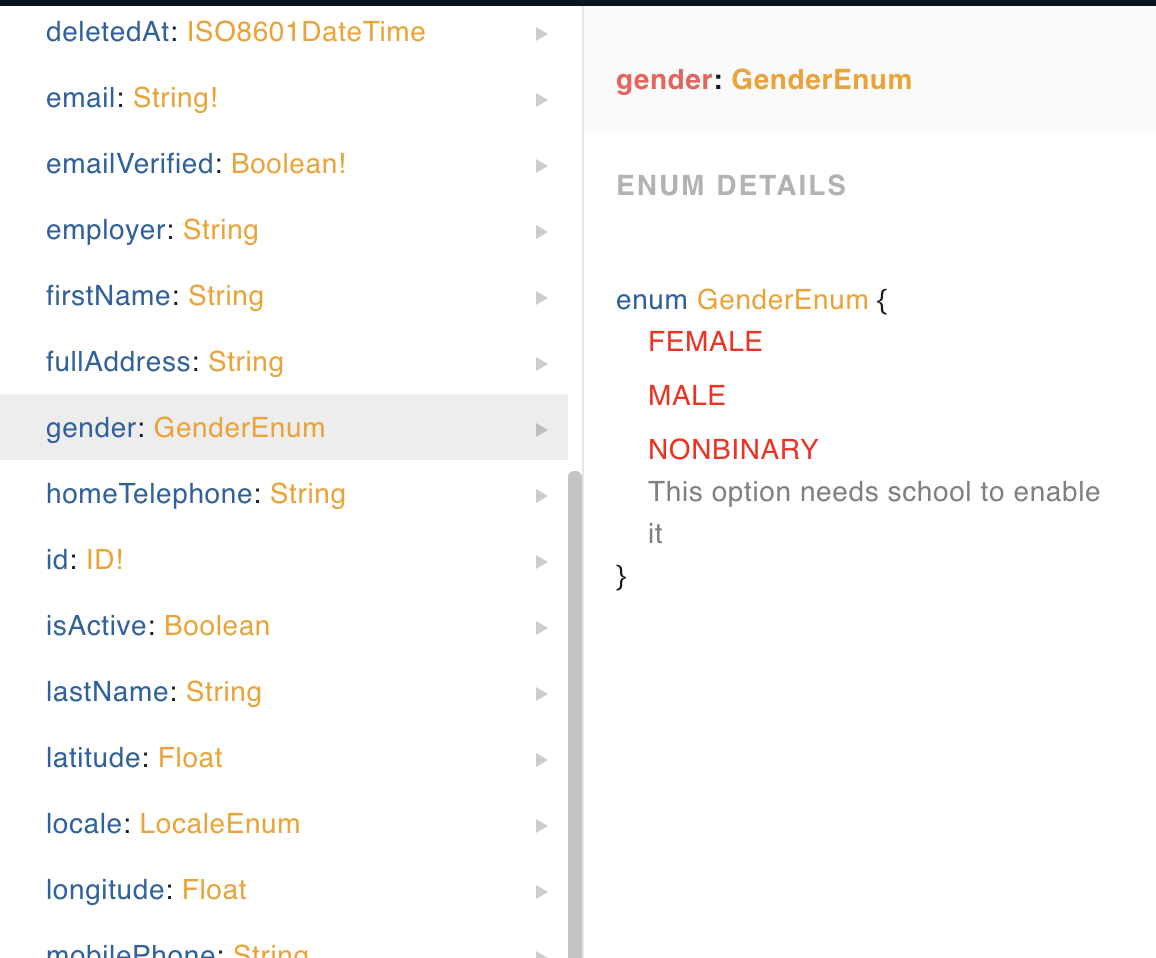 deletedAt: ISO8601DateTime
email: String!
emailVerified: Boolean!
employer: String
firstName: String
fullAddress: String
gender: GenderEnum
homeTelephone: String
id: ID!
isActive: Boolean
lastName: String
latitude: Float
locale: LocaleEnum
longitude: Float
mobilePhone: String
gender: GenderEnum
ENUM DETAILS
enum GenderEnum {
FEMALE
MALE
NONBINARY
This option needs school to enable
it
}